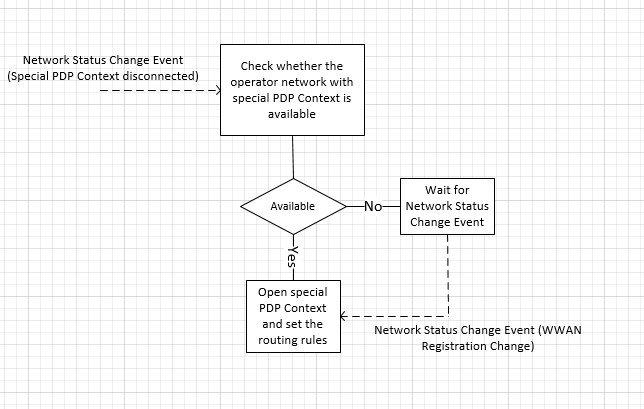 Network Status Change Event
(Special PDP Context disconnected)
Check whether the
operator network with
special PDP Context is
available
Available
No
Wait for
Network Status
Change Event
Yes
Open special
PDP Context
and set the
routing rules
Network Status Change Event (WWAN
Registration Change)